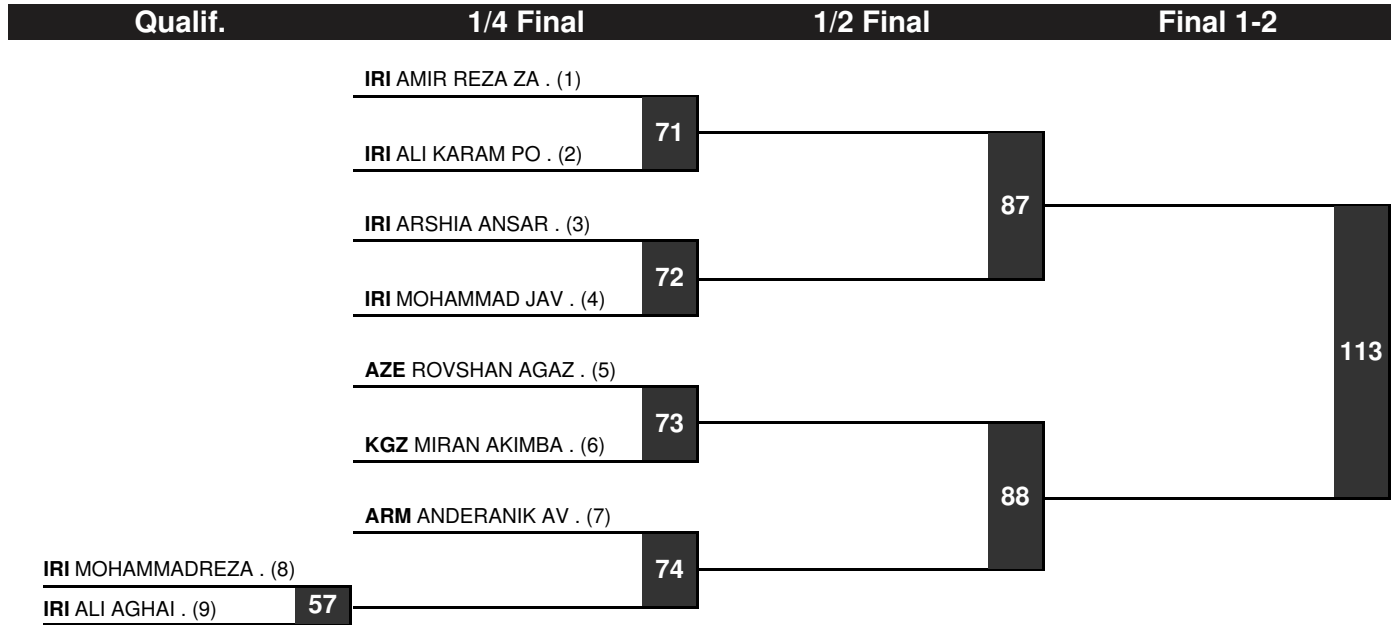 Qualif. 1/4 Final 1/2 Final Final 1-2
IRI AMIR REZA ZA . (1)
71
IRI ALI KARAM PO . (2)
87
IRI ARSHIA ANSAR . (3)
72
IRI MOHAMMAD JAV . (4)
113
AZE ROVSHAN AGAZ . (5)
73
KGZ MIRAN AKIMBA . (6)
88
ARM ANDERANIK AV . (7)
74
IRI MOHAMMADREZA . (8)
57
IRI ALI AGHAI . (9)